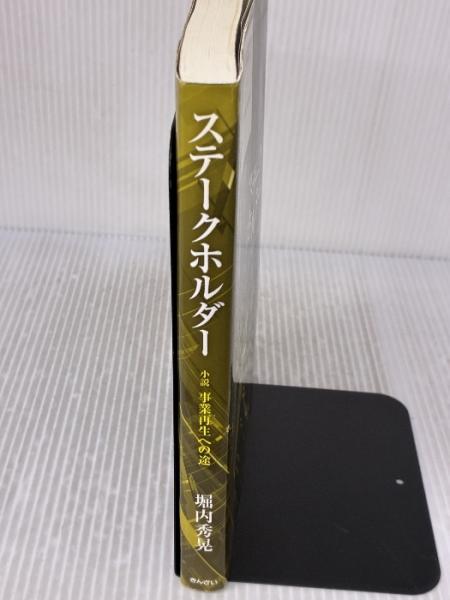 ステークホルダー
小説 事業再生への途
堀内秀晃
きんざい